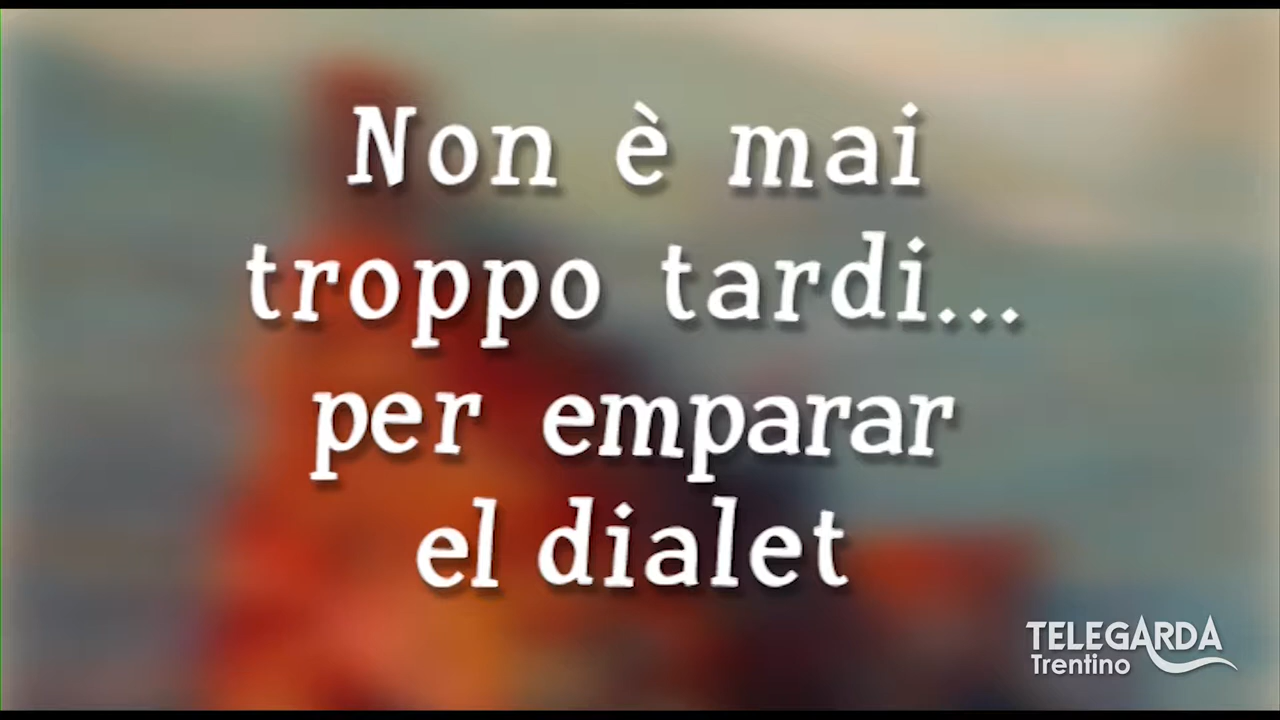 Non è mai
troppo tardi...
per emparar
el dialet
TELEGARDA
Trentino